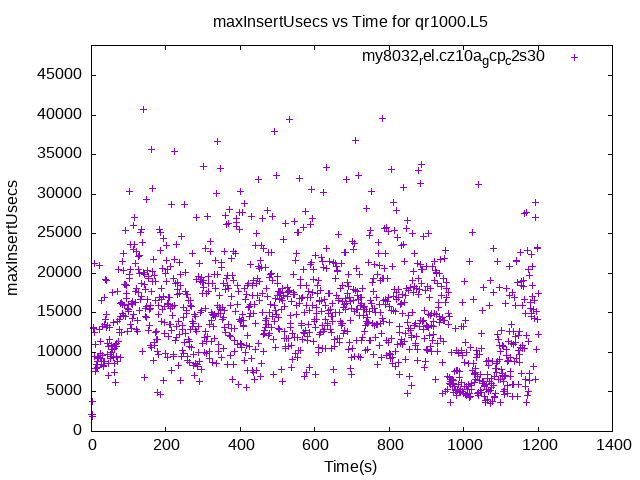 maxInsertUsecs vs Time for qr1000.L5
my8032rel.cz10agcpc2s30
maxInsertUsecs
45000
40000
35000
30000
25000
20000
15000
10000
5000
0
0 200 400 600 800 1000 1200 1400
Time(s)